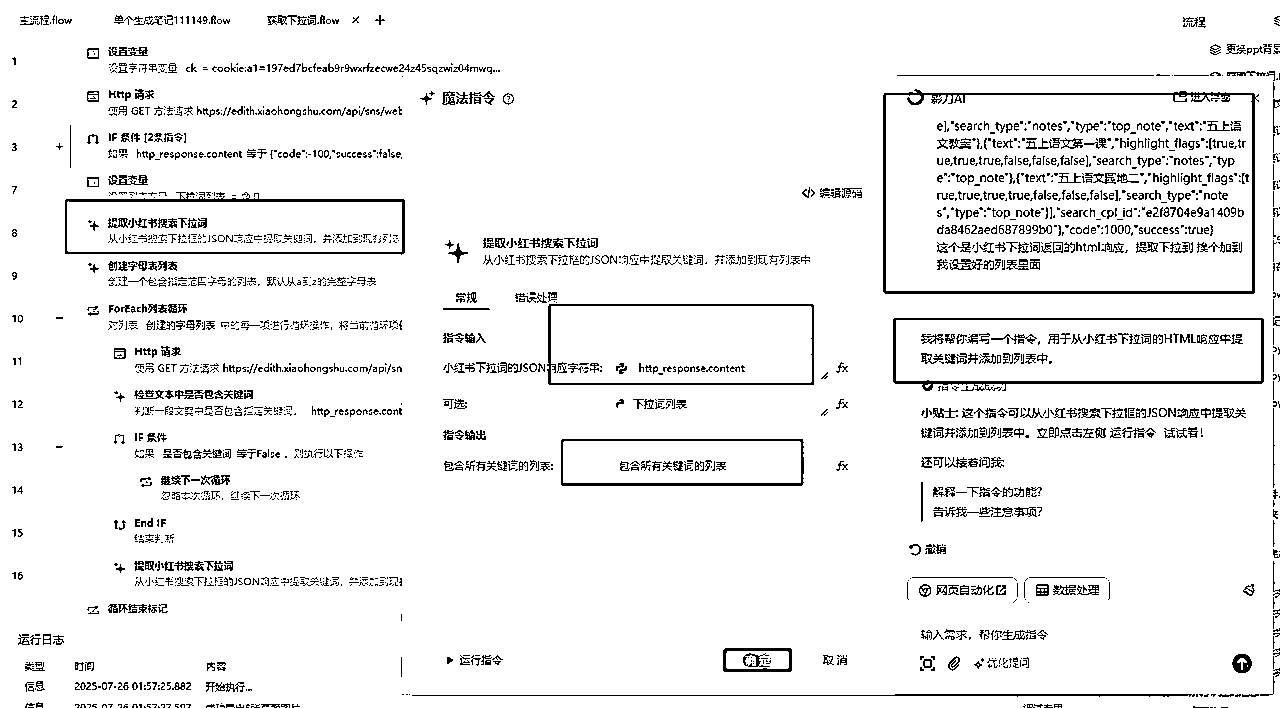 主流程.flow
单个生成笔记111149.flow
获取下拉词.flow
流程
更换ppt背景
1
设置变量
设置字符串变量 ck = cookie:a1=197ed7bcfeab9r9wxrfzecwe24z45sqzwiz04mwq...
2
Http 请求
使用 GET 方法请求 https://edith.xiaohongshu.com/api/sns/web
3
IF 条件 [2条指令]
如果 http_response.content 等于 {"code":-100,"success":false,
7
设置变量
8
提取小红书搜索下拉词
从小红书搜索下拉框的JSON响应中提取关键词，并添加到现有列表
9
创建字母表列表
创建一个包含指定范围字母的列表，默认从a到z的完整字母表
10
ForEach列表循环
对列表 创建的字母列表 中的每一项进行循环操作，将当前循环项
11
Http 请求
使用 GET 方法请求 https://edith.xiaohongshu.com/api/sn
12
检查文本中是否包含关键词
判断一段文本中是否包含指定关键词， http_response.cont
13
IF 条件
如果 是否包含关键词 等于False ，则执行以下操作
14
继续下一次循环
忽略本次循环，继续下一次循环
15
End IF
结束判断
16
提取小红书搜索下拉词
从小红书搜索下拉框的JSON响应中提取关键词，并添加到现
循环结束标记
运行日志
类型 时间 内容
信息 2025-07-26 01:57:25.882 开始执行...
魔法指令
编辑源码
提取小红书搜索下拉词
从小红书搜索下拉框的JSON响应中提取关键词，并添加到现有列表中
常规 错误处理
指令输入
小红书下拉词的JSON响应字符串: http_response.content fx
可选: 下拉词列表 fx
指令输出
包含所有关键词的列表: 包含所有关键词的列表 fx
运行指令
确定
取消
影刀AI
e],"search_type":"notes","type":"top_note","text":"五上语
文教室"},{"text":"五上语文第一课","highlight_flags":[true,tr
ue,true,true,false,false,false],"search_type":"notes","typ
e":"top_note"},{"text":"五上语文园地二","highlight_flags":[t
rue,true,true,true,false,false,false],"search_type":"note
s","type":"top_note"}],"search_cpl_id":"e2f8704e9a1409b
da8462aed687899b0"},"code":1000,"success":true}
这个是小红书下拉词返回的html响应，提取下拉到 挨个加到
我设置好的列表里面
我将帮你编写一个指令，用于从小红书下拉词的HTML响应中提
取关键词并添加到列表中。
指令生成成功
小贴士: 这个指令可以从小红书搜索下拉框的JSON响应中提取关
键词并添加到列表中。立即点击左侧 运行指令 试试看!
还可以接着问我:
解释一下指令的功能?
告诉我一些注意事项?
撤销
网页自动化
数据处理
输入需求，帮你生成指令
优化提问